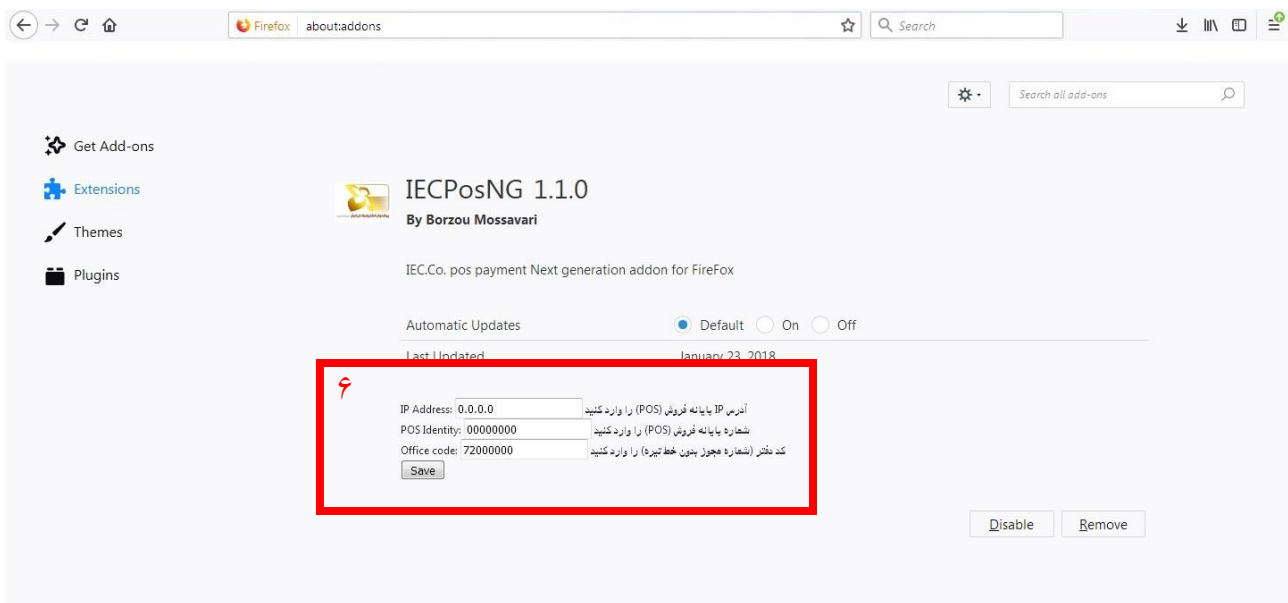 Firefox about:addons Search
Search all add-ons
Get Add-ons
Extensions
Themes
Plugins
IECPosNG 1.1.0
By Borzou Mossavari
IEC.Co. pos payment Next generation addon for FireFox
Automatic Updates Default On Off
Last Updated January 23, 2018
۶
IP Address: 0.0.0.0 آدرس IP پایانه فروش (POS) را وارد کنید
POS Identity: 00000000 شماره پایانه فروش (POS) را وارد کنید
Office code: 72000000 کد دفتر (شماره مجوز بدون خط تیره) را وارد کنید
Save
Disable Remove